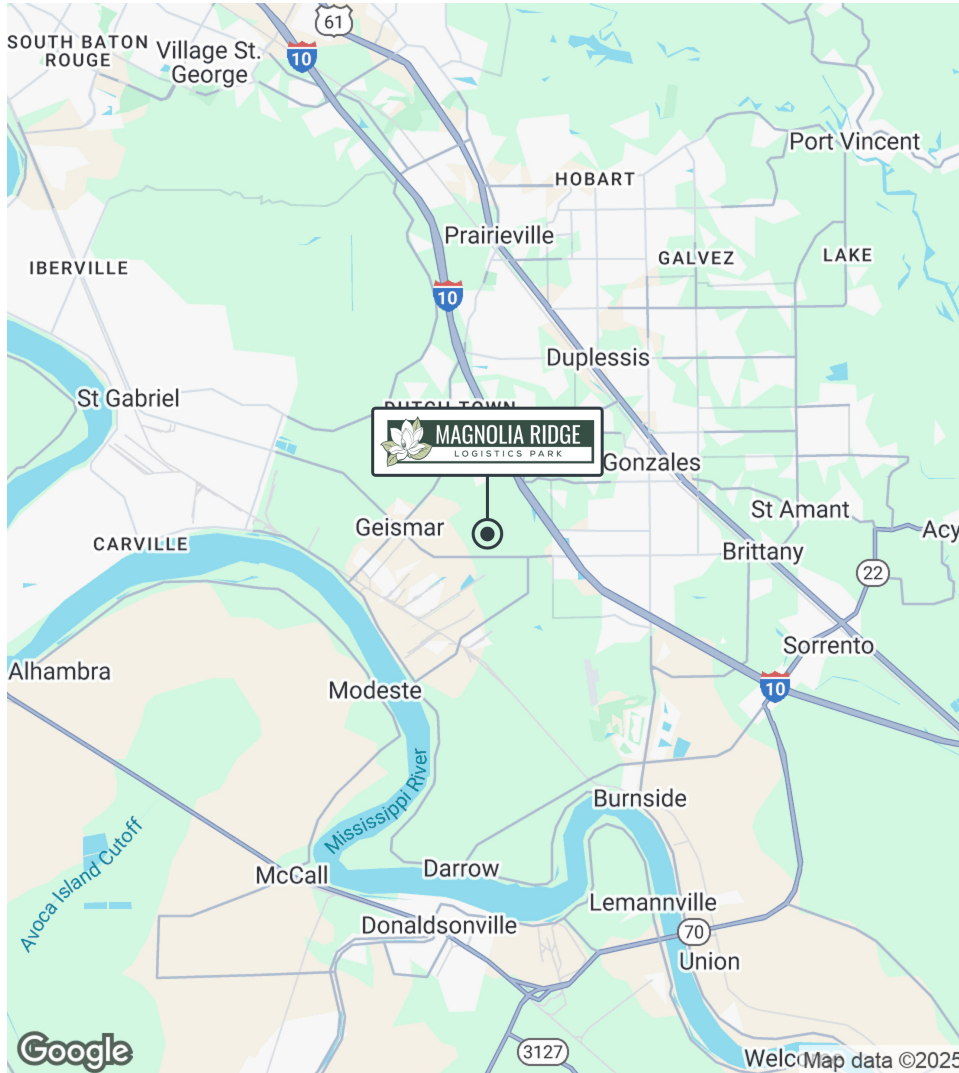 61
SOUTH BATON
ROUGE
Village St.
George
10
Port Vincent
HOBART
Prairieville
GALVEZ
LAKE
IBERVILLE
10
Duplessis
St Gabriel
DUTCH TOWN
MAGNOLIA RIDGE
LOGISTICS PARK
Gonzales
St Amant
Geismar
Acy
CARVILLE
Brittany
22
Sorrento
Alhambra
Modeste
10
Mississippi River
Burnside
Avoca Island Cutoff
McCall
Darrow
Lemannville
Donaldsonville
70
Union
3127
Google
Map data ©2025